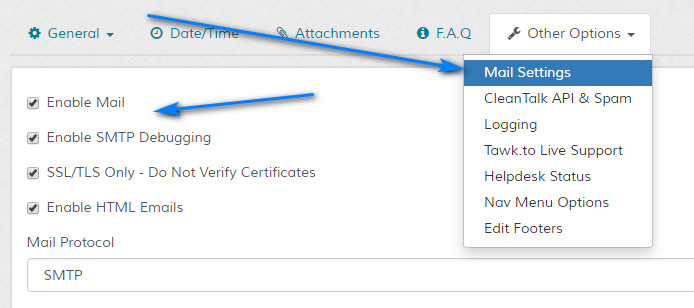 General
Date/Time
Attachments
F.A.Q
Other Options
Mail Settings
CleanTalk API & Spam
Logging
Tawk.to Live Support
Helpdesk Status
Nav Menu Options
Edit Footers
Enable Mail
Enable SMTP Debugging
SSL/TLS Only - Do Not Verify Certificates
Enable HTML Emails
Mail Protocol
SMTP